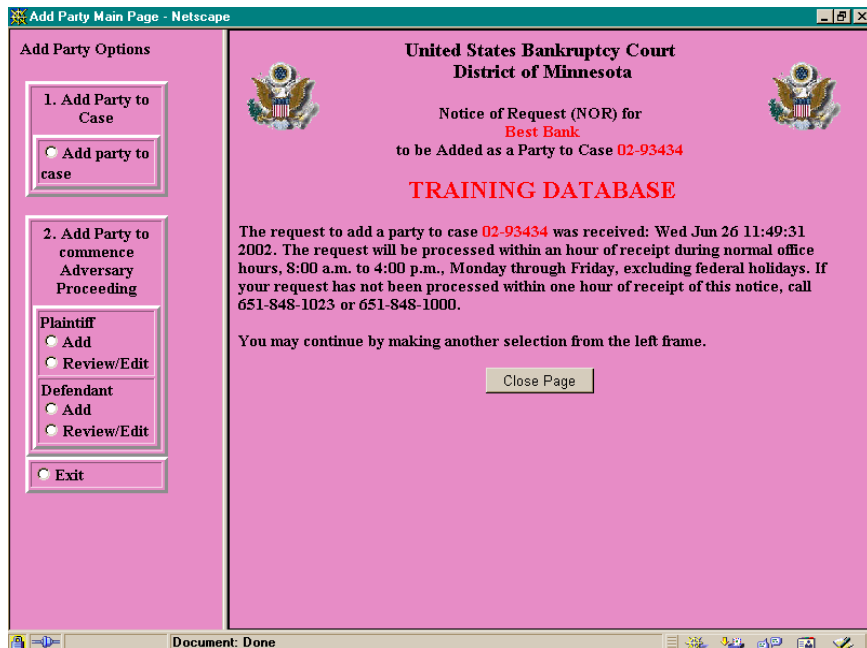 Add Party Main Page - Netscape
Add Party Options
1. Add Party to
Case
Add party to
case
2. Add Party to
commence
Adversary
Proceeding
Plaintiff
Add
Review/Edit
Defendant
Add
Review/Edit
Exit
United States Bankruptcy Court
District of Minnesota
Notice of Request (NOR) for
Best Bank
to be Added as a Party to Case 02-93434
TRAINING DATABASE
The request to add a party to case 02-93434 was received: Wed Jun 26 11:49:31
2002. The request will be processed within an hour of receipt during normal office
hours, 8:00 a.m. to 4:00 p.m., Monday through Friday, excluding federal holidays. If
your request has not been processed within one hour of receipt of this notice, call
651-848-1023 or 651-848-1000.
You may continue by making another selection from the left frame.
Close Page
Document: Done